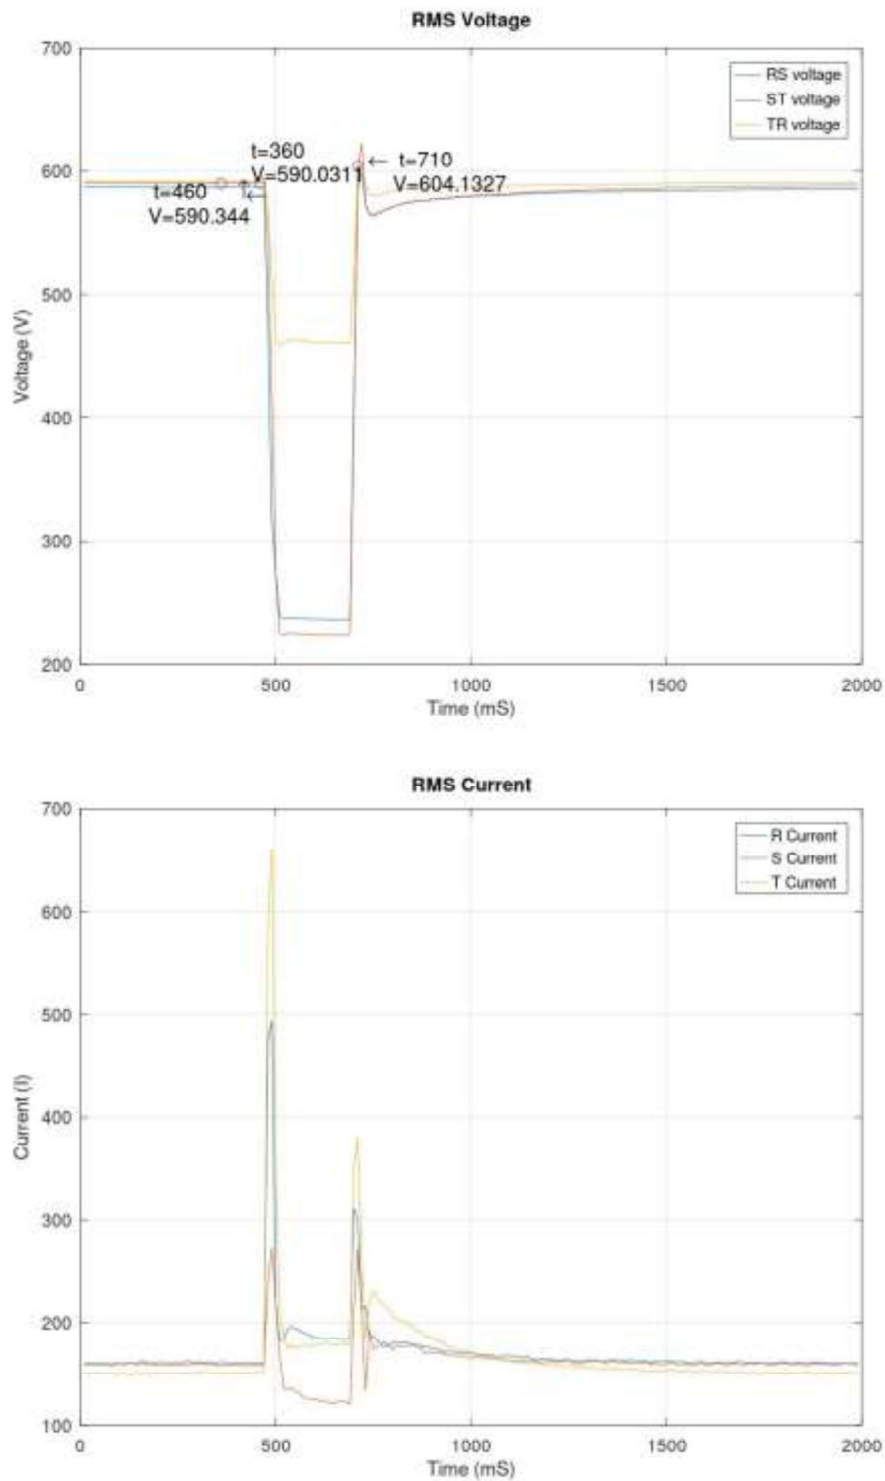 RMS Voltage
700
RS voltage
ST voltage
TR voltage
t=360
600
V=590.0311
← t=710
t=460
V=604.1327
V=590.344
500
Voltage (V)
400
300
200
0
500
1000
1500
2000
Time (mS)
RMS Current
700
R Current
S Current
T Current
600
500
Current (I)
400
300
200
100
0
500
1000
1500
2000
Time (mS)